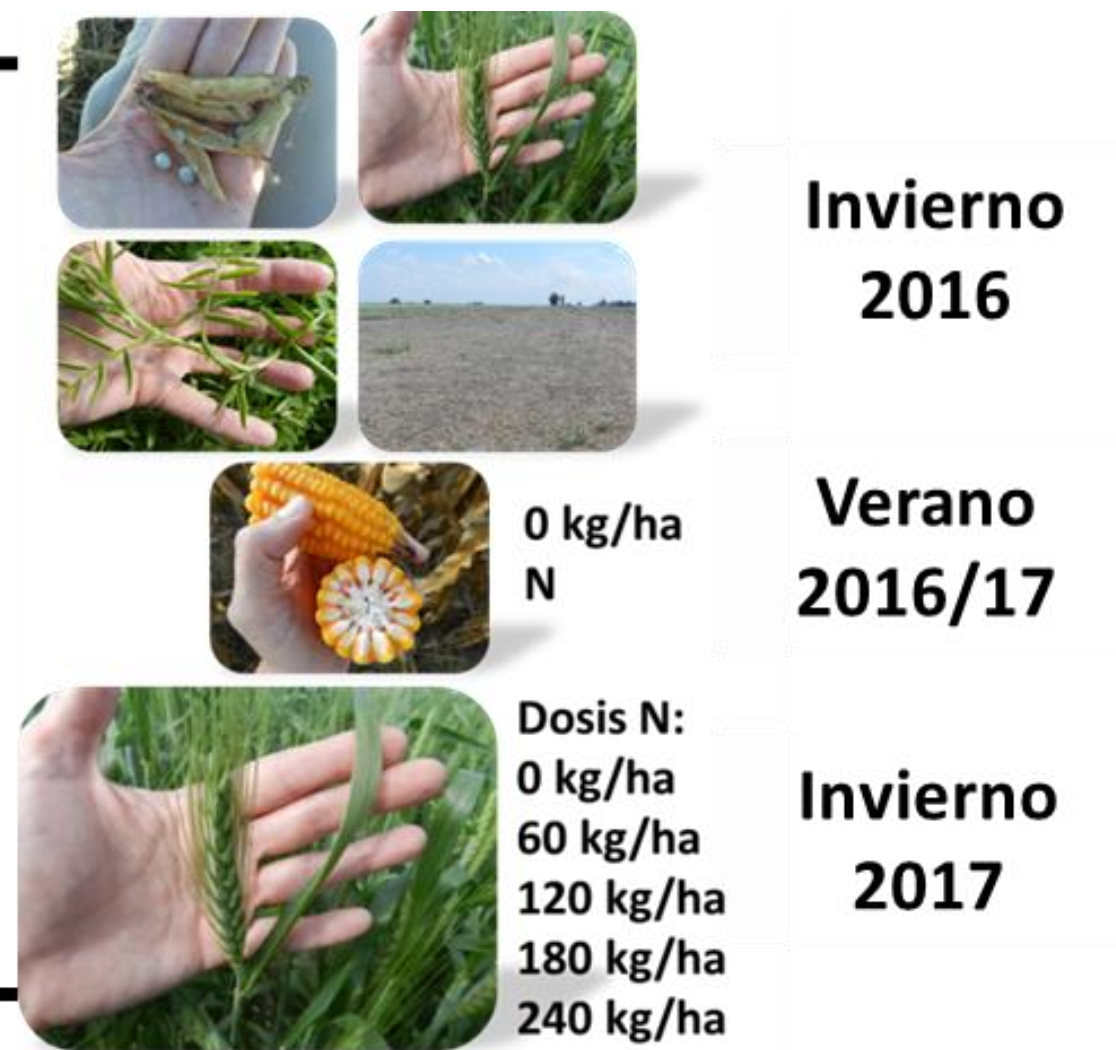 Invierno
2016
0 kg/ha
N
Verano
2016/17
Dosis N:
0 kg/ha
60 kg/ha
120 kg/ha
180 kg/ha
240 kg/ha
Invierno
2017